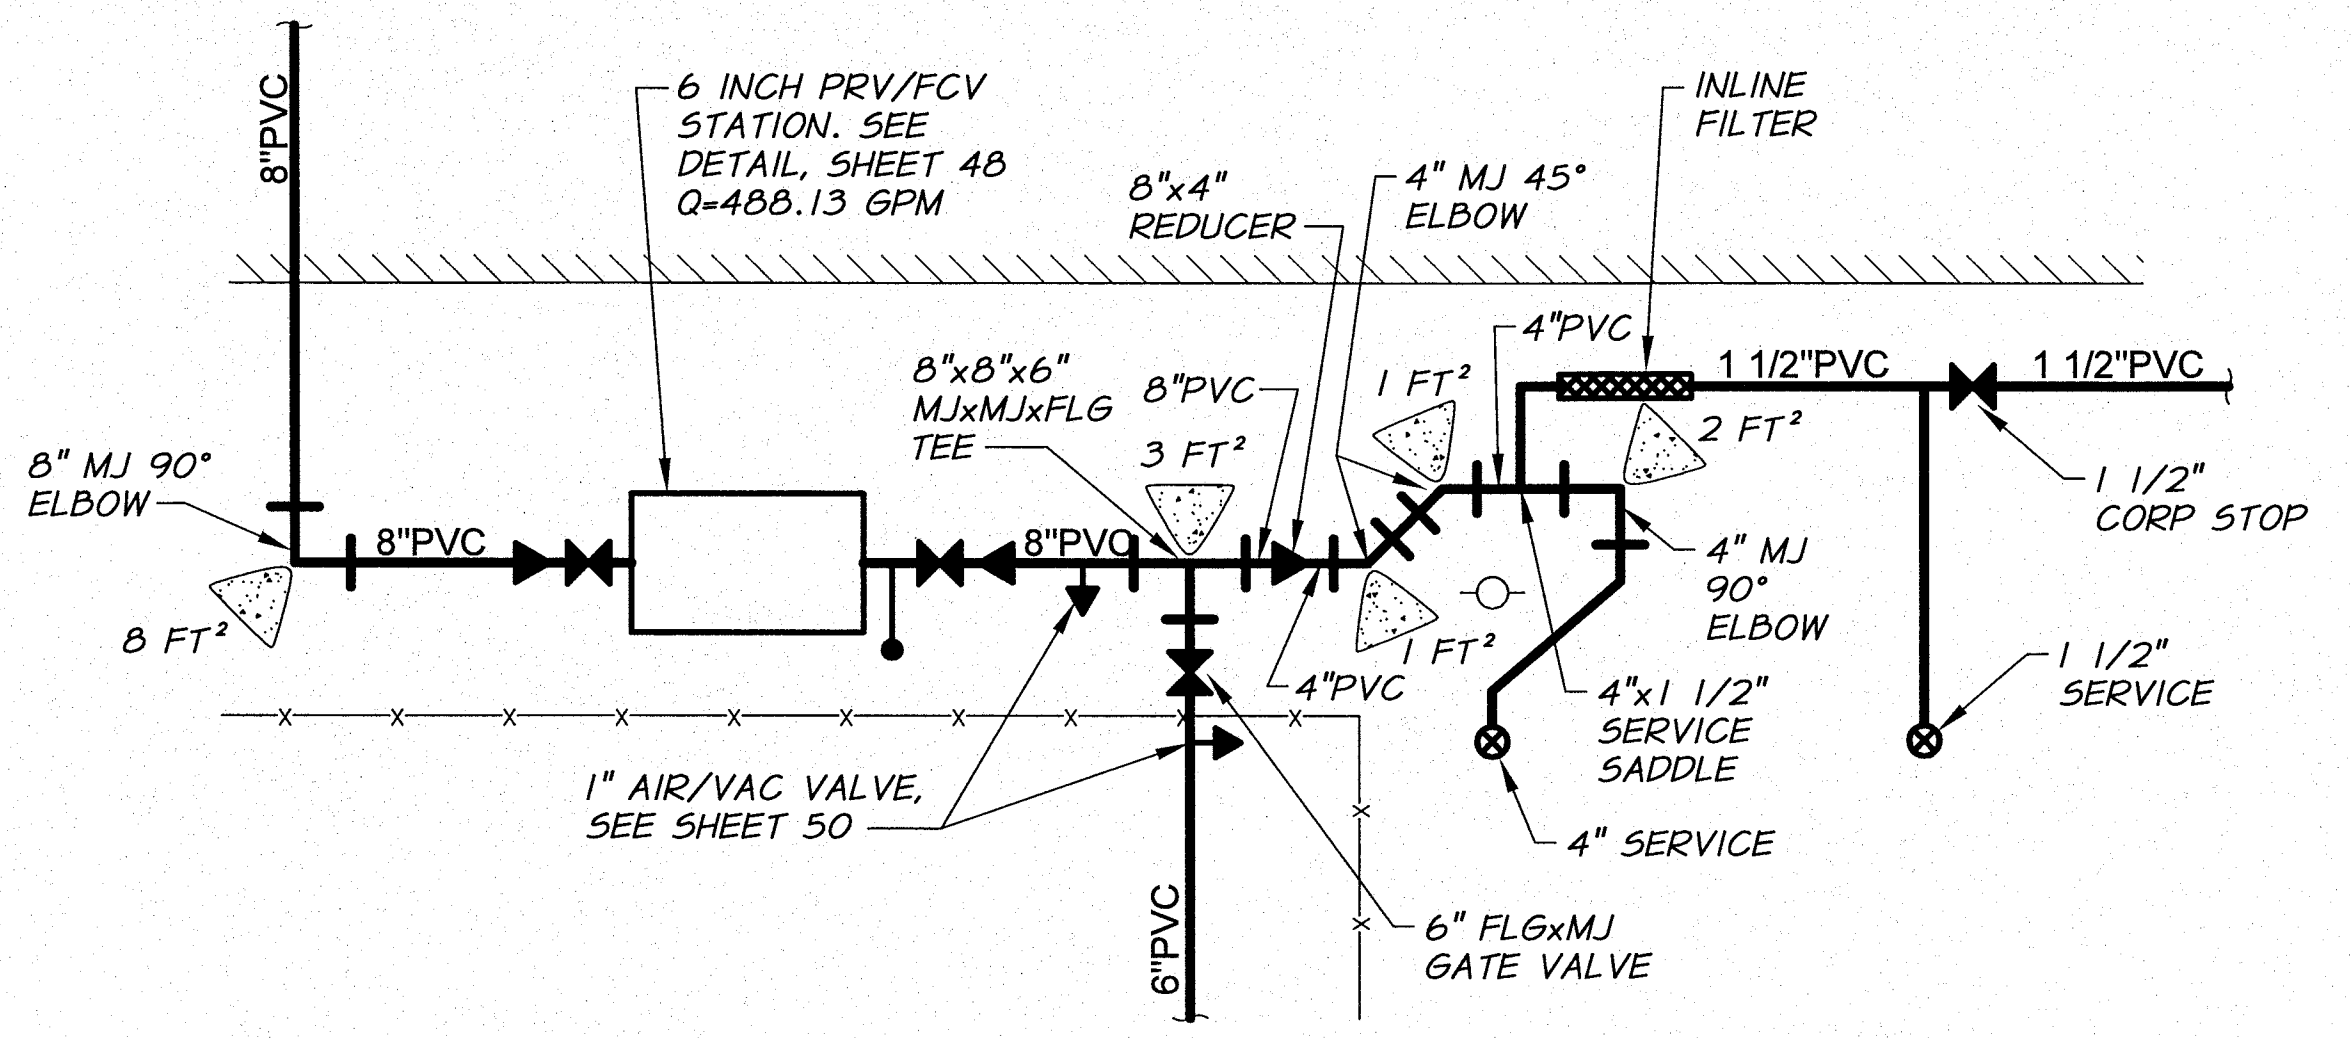 8"PVC
6 INCH PRV/FCV
STATION. SEE
DETAIL, SHEET 48
Q=488.13 GPM
INLINE
FILTER
8"x4"
REDUCER
4" MJ 45°
ELBOW
4"PVC
1 1/2"PVC
1 1/2"PVC
8"x8"x6"
MJxMJxFLG
TEE
8"PVC
1 FT²
3 FT²
2 FT²
8" MJ 90°
ELBOW
8"PVC
8"PVC
1 1/2"
CORP STOP
4" MJ
90°
ELBOW
8 FT²
1 FT²
4"PVC
4"x1 1/2"
SERVICE
SADDLE
1 1/2"
SERVICE
1" AIR/VAC VALVE,
SEE SHEET 50
4" SERVICE
6"PVC
6" FLGxMJ
GATE VALVE